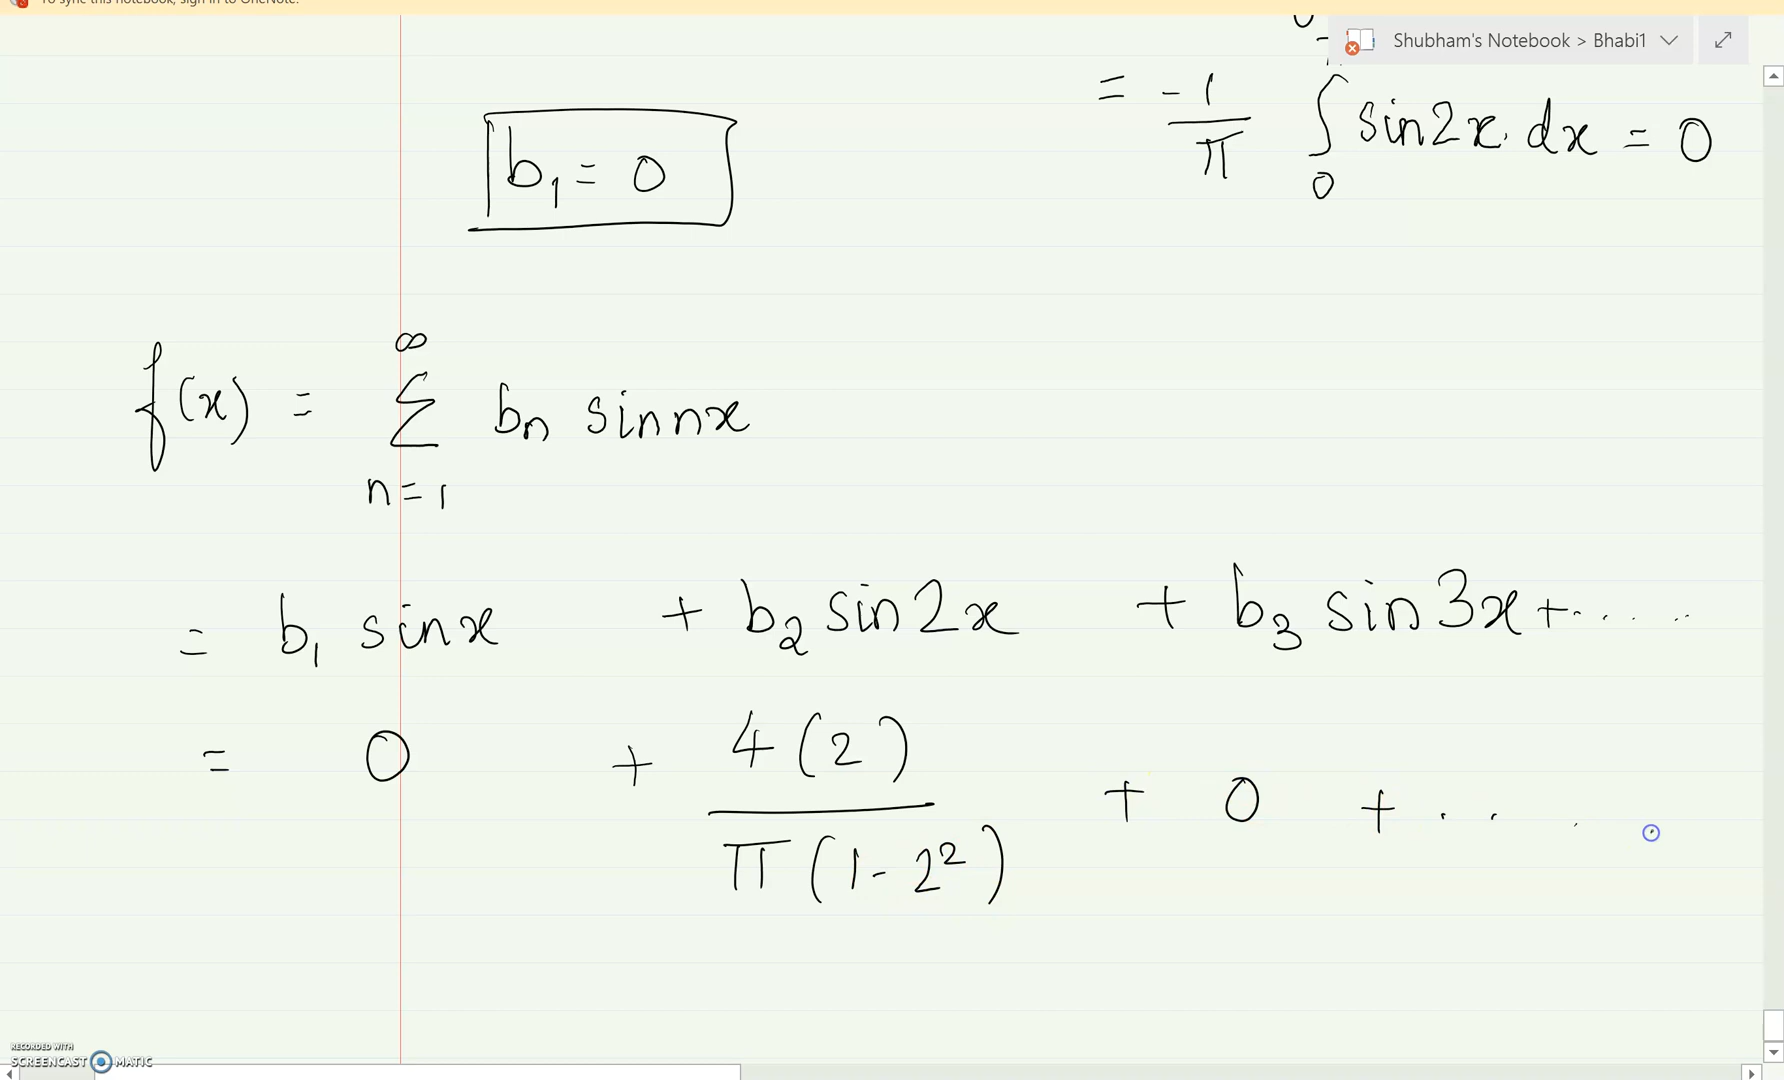 Shubham's Notebook > Bhabi1
= -1/π ∫₀ sin2x. dx = 0
b₁ = 0
f(x) = ∑ₙ₌₁^∞ bₙ sinnx
= b₁ sinx + b₂ sin2x + b₃ sin3x + . . . . .
= 0 + 4(2)/π(1-2²) + 0 + . . . .
RECORDED WITH
SCREENCAST MATIC